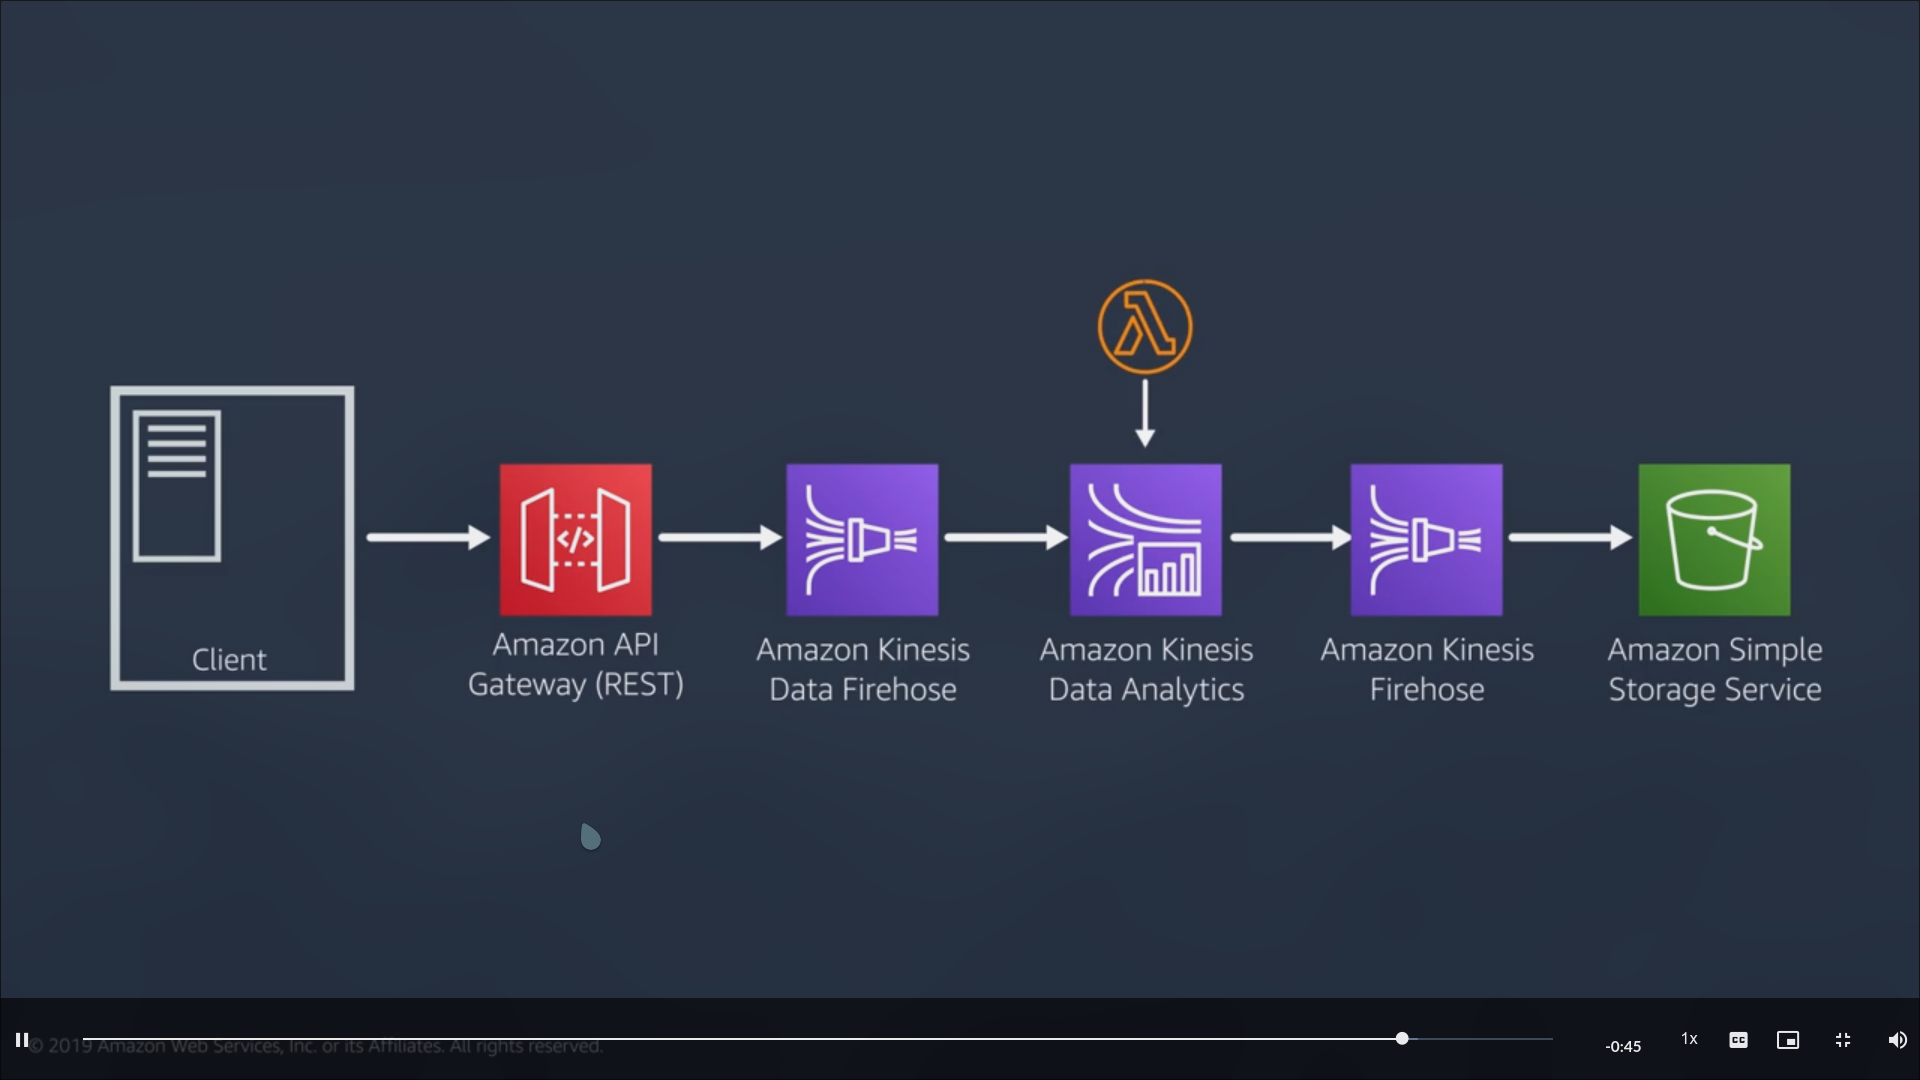 Client
Amazon API
Gateway (REST)
Amazon Kinesis
Data Firehose
Amazon Kinesis
Data Analytics
Amazon Kinesis
Firehose
Amazon Simple
Storage Service
</>
© 2019 Amazon Web Services, Inc. or its Affiliates. All rights reserved.
-0:45
1x
CC